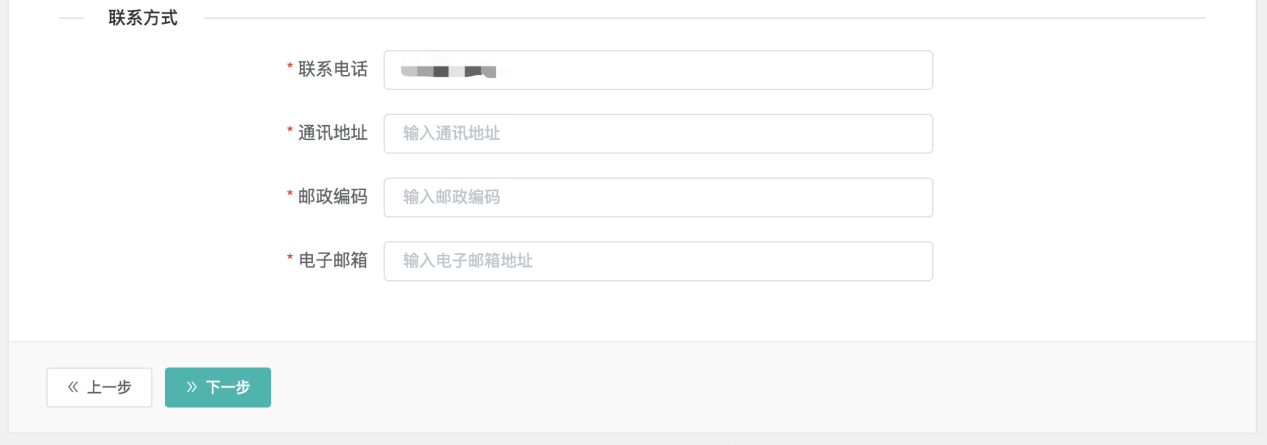 联系方式
* 联系电话
* 通讯地址 输入通讯地址
* 邮政编码 输入邮政编码
* 电子邮箱 输入电子邮箱地址
« 上一步 » 下一步